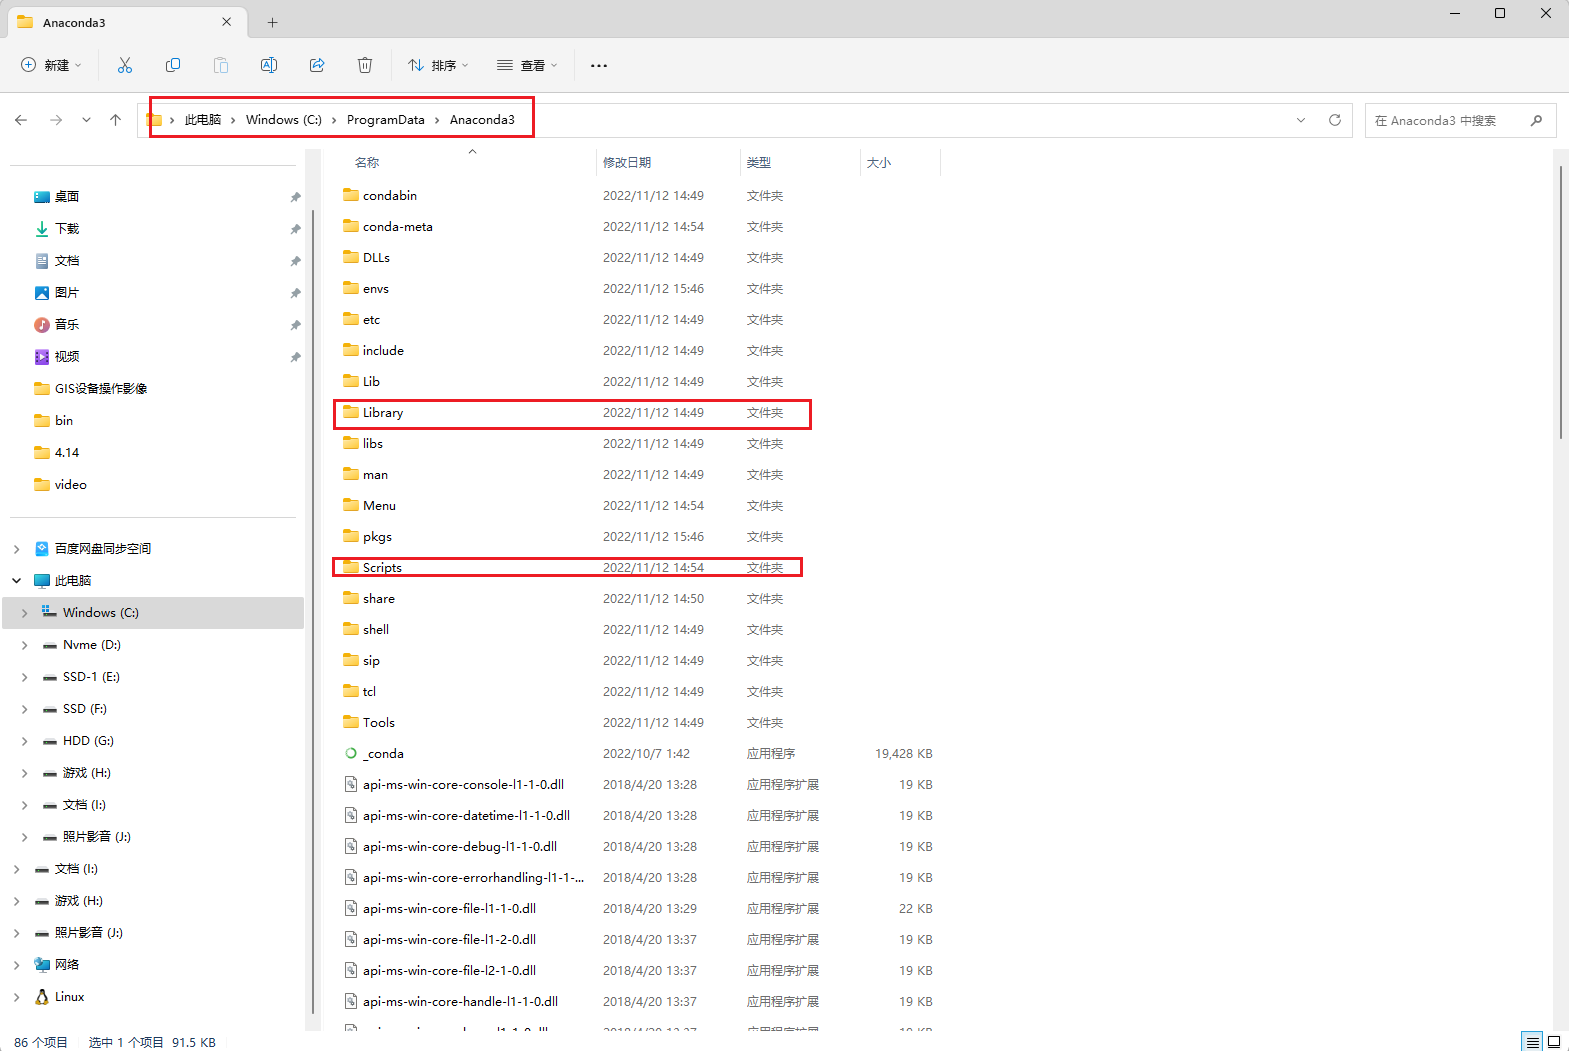 Anaconda3
新建
排序
查看
此电脑 Windows (C:) ProgramData Anaconda3
在 Anaconda3 中搜索
桌面
下载
文档
图片
音乐
视频
GIS设备操作影像
bin
4.14
video
百度网盘同步空间
此电脑
Windows (C:)
Nvme (D:)
SSD-1 (E:)
SSD (F:)
HDD (G:)
游戏 (H:)
文档 (I:)
照片影音 (J:)
文档 (I:)
游戏 (H:)
照片影音 (J:)
网络
Linux
名称 修改日期 类型 大小
condabin 2022/11/12 14:49 文件夹
conda-meta 2022/11/12 14:54 文件夹
DLLs 2022/11/12 14:49 文件夹
envs 2022/11/12 15:46 文件夹
etc 2022/11/12 14:49 文件夹
include 2022/11/12 14:49 文件夹
Lib 2022/11/12 14:49 文件夹
Library 2022/11/12 14:49 文件夹
libs 2022/11/12 14:49 文件夹
man 2022/11/12 14:49 文件夹
Menu 2022/11/12 14:54 文件夹
pkgs 2022/11/12 15:46 文件夹
Scripts 2022/11/12 14:54 文件夹
share 2022/11/12 14:50 文件夹
shell 2022/11/12 14:49 文件夹
sip 2022/11/12 14:49 文件夹
tcl 2022/11/12 14:49 文件夹
Tools 2022/11/12 14:49 文件夹
_conda 2022/10/7 1:42 应用程序 19,428 KB
api-ms-win-core-console-l1-1-0.dll 2018/4/20 13:28 应用程序扩展 19 KB
api-ms-win-core-datetime-l1-1-0.dll 2018/4/20 13:28 应用程序扩展 19 KB
api-ms-win-core-debug-l1-1-0.dll 2018/4/20 13:28 应用程序扩展 19 KB
api-ms-win-core-errorhandling-l1-1-... 2018/4/20 13:28 应用程序扩展 19 KB
api-ms-win-core-file-l1-1-0.dll 2018/4/20 13:29 应用程序扩展 22 KB
api-ms-win-core-file-l1-2-0.dll 2018/4/20 13:37 应用程序扩展 19 KB
api-ms-win-core-file-l2-1-0.dll 2018/4/20 13:37 应用程序扩展 19 KB
api-ms-win-core-handle-l1-1-0.dll 2018/4/20 13:37 应用程序扩展 19 KB
86 个项目 选中 1 个项目 91.5 KB